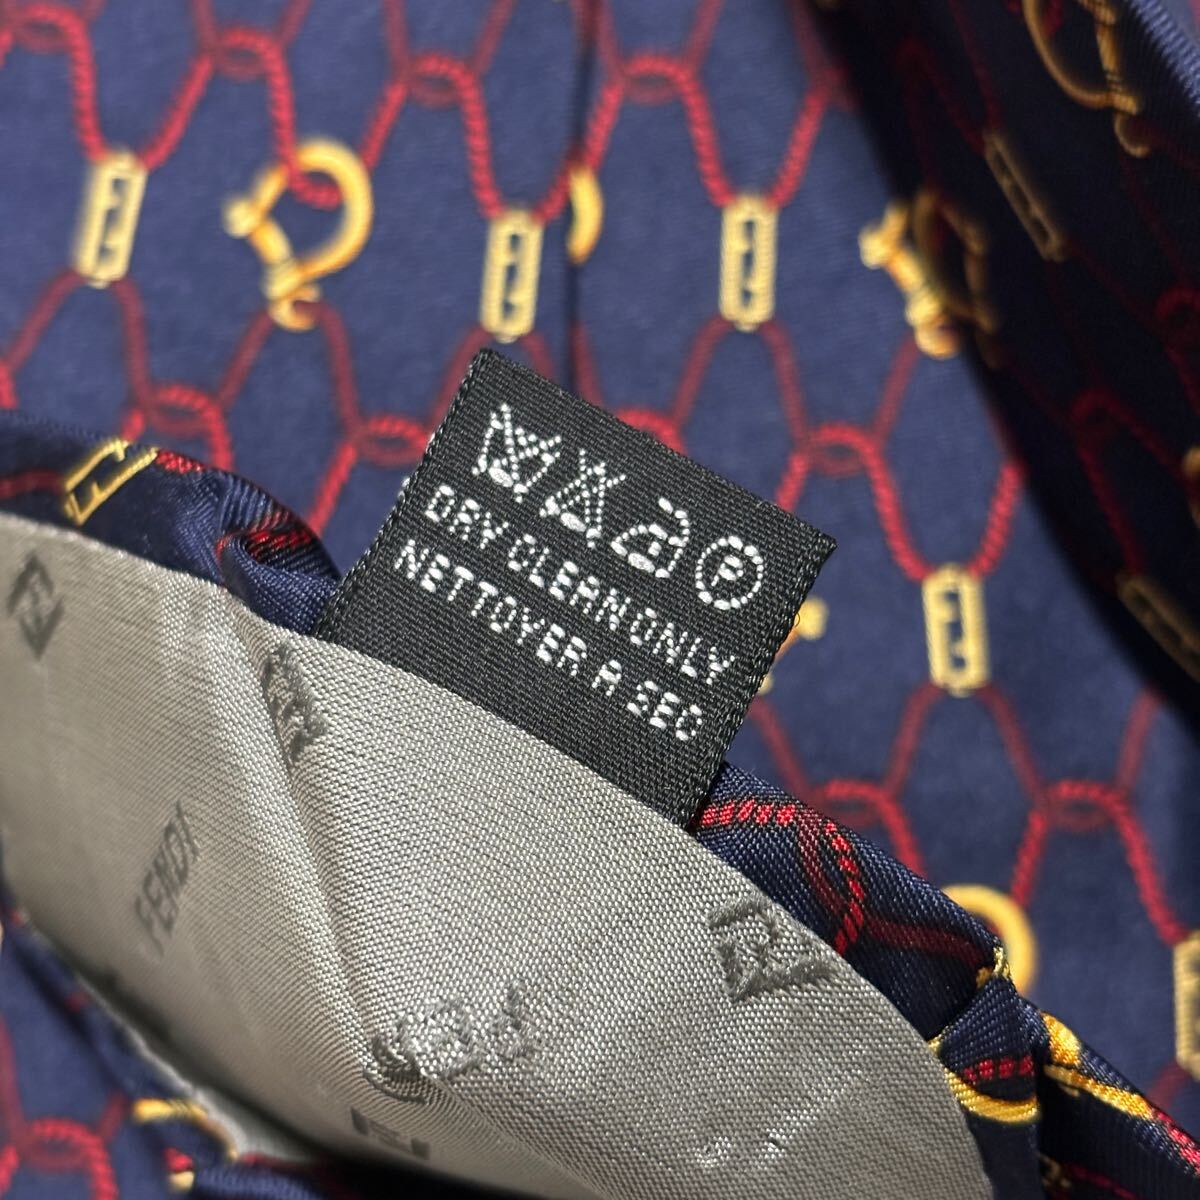 P
DRY CLEAN ONLY
NETTOYER A SEC
FENDI